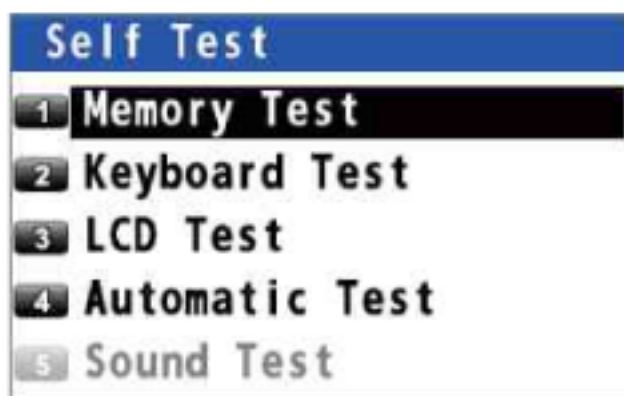 Self Test
1 Memory Test
2 Keyboard Test
3 LCD Test
4 Automatic Test
5 Sound Test